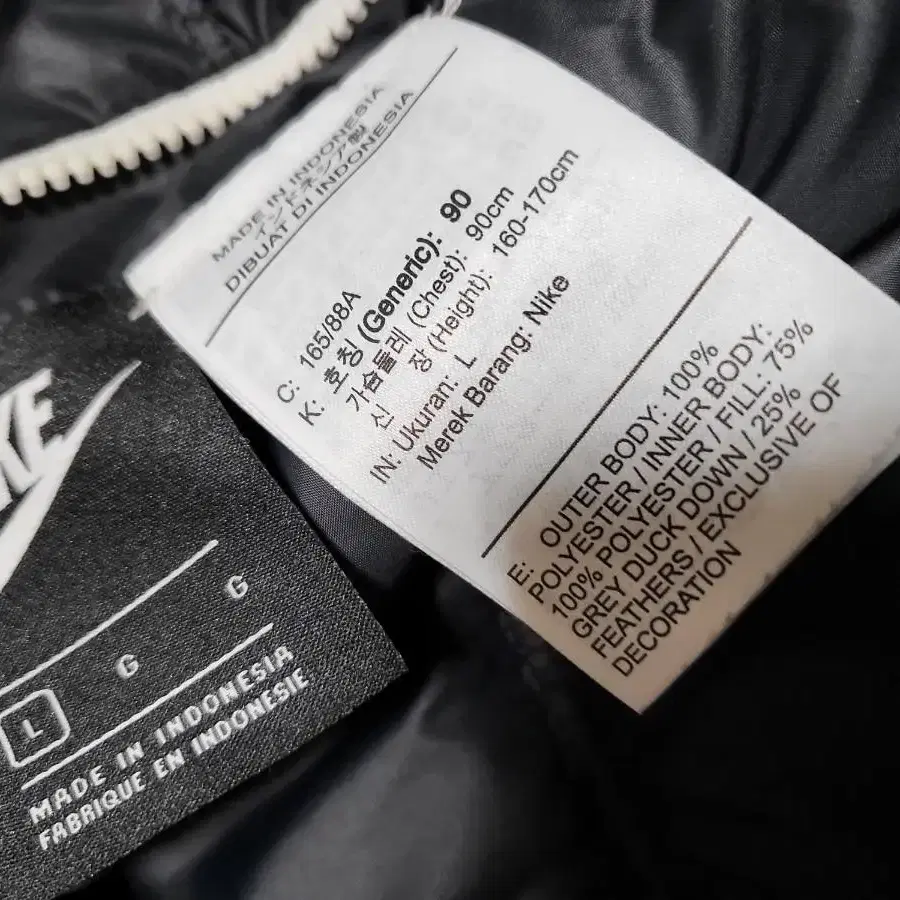 MADE IN INDONESIA
インドネシア製
DIBUAT DI INDONESIA
C: 165/88A
K: 호칭 (Generic): 90
가슴둘레 (Chest): 90cm
신 장 (Height): 160-170cm
IN: Ukuran: L
Merek Barang: Nike
E: OUTER BODY: 100%
POLYESTER / INNER BODY:
100% POLYESTER / FILL: 75%
GREY DUCK DOWN / 25%
FEATHERS / EXCLUSIVE OF
DECORATION
L G G
MADE IN INDONESIA
FABRIQUE EN INDONÉSIE